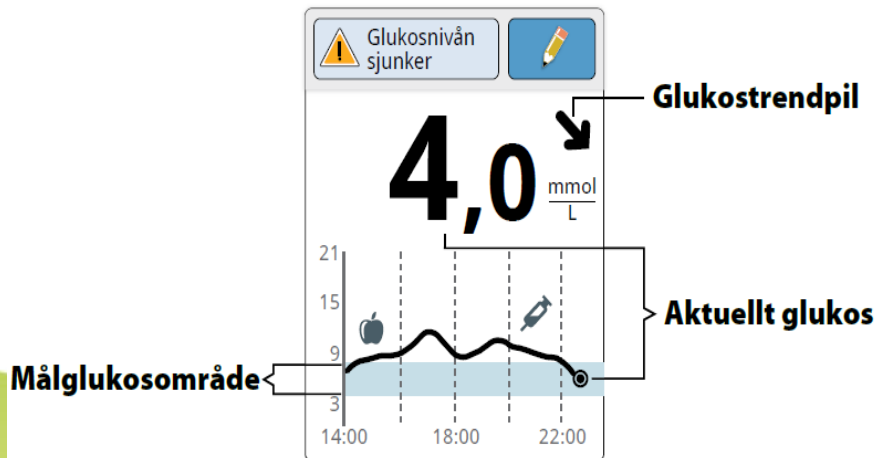 Glukosnivån
sjunker
Glukostrendpil
4,0
mmol
L
21
15
9
3
14:00
18:00
22:00
Aktuellt glukos
Målglukosområde